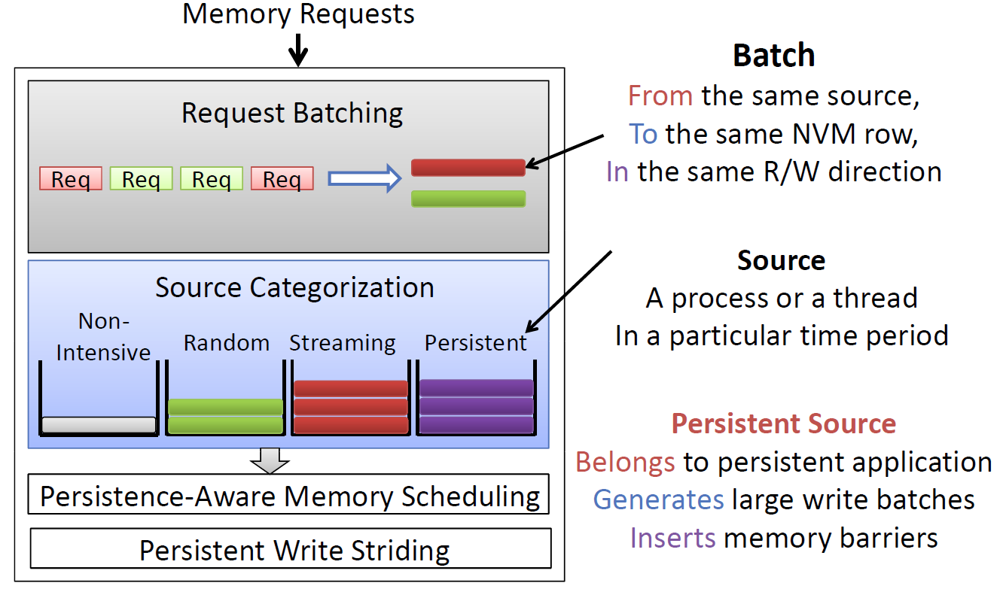 Memory Requests
Request Batching
Req Req Req Req
Source Categorization
Non-
Intensive
Random
Streaming
Persistent
Persistence-Aware Memory Scheduling
Persistent Write Striding
Batch
From the same source,
To the same NVM row,
In the same R/W direction
Source
A process or a thread
In a particular time period
Persistent Source
Belongs to persistent application
Generates large write batches
Inserts memory barriers